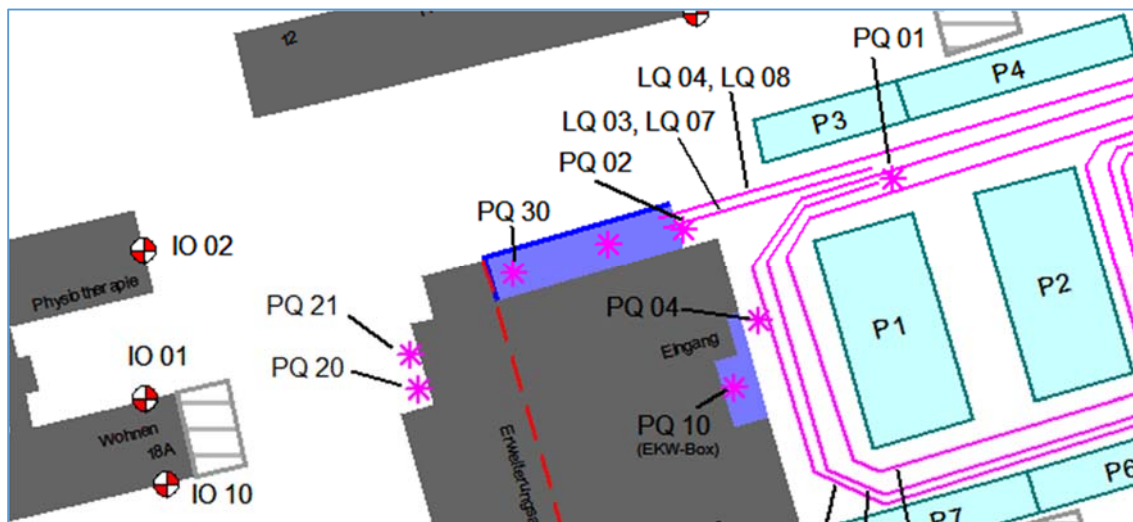 12
PQ 01
P4
LQ 04, LQ 08
P3
LQ 03, LQ 07
PQ 02
PQ 30
IO 02
Physiotherapie
PQ 21
PQ 04
P2
P1
Eingang
IO 01
PQ 20
Wohnen
18A
PQ 10
(EKW-Box)
IO 10
P6
P7